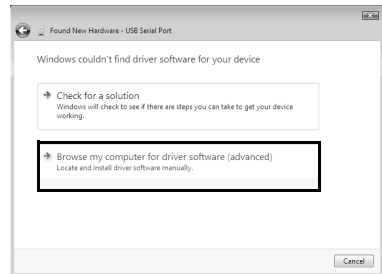 Found New Hardware - USB Serial Port
Windows couldn't find driver software for your device
Check for a solution
Windows will check to see if there are steps you can take to get your device
working.
Browse my computer for driver software (advanced)
Locate and install driver software manually.
Cancel